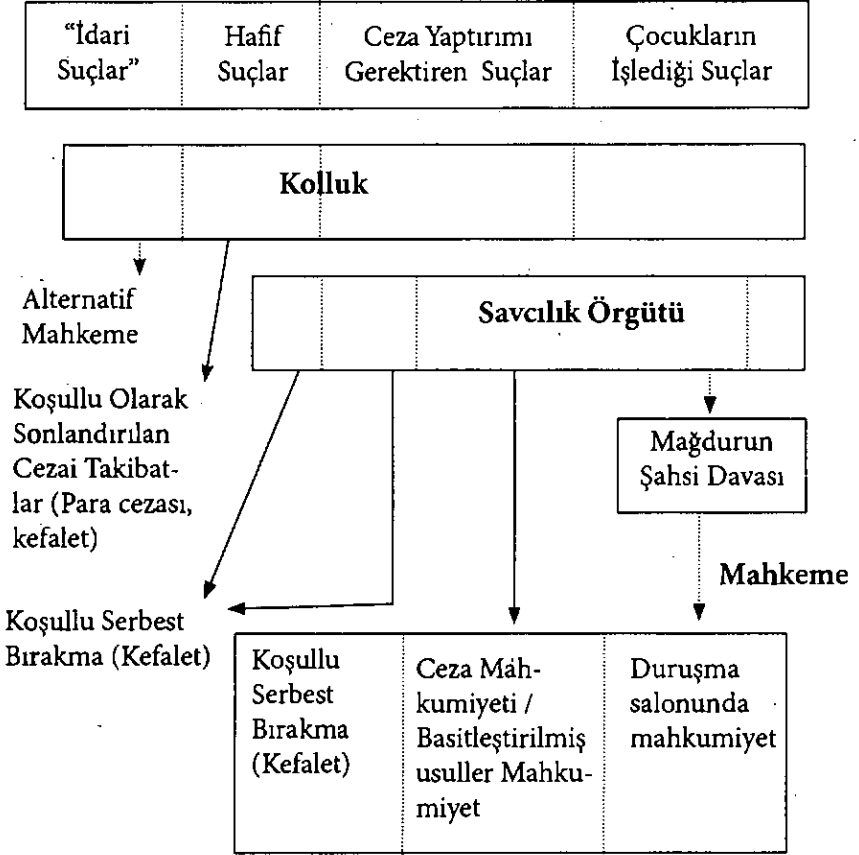 “İdari
Suçlar”
Hafif
Suçlar
Ceza Yaptırımı
Gerektiren Suçlar
Çocukların
İşlediği Suçlar
Kolluk
Alternatif
Mahkeme
Savcılık Örgütü
Koşullu Olarak
Sonlandırılan
Cezai Takibat-
lar (Para cezası,
kefalet)
Mağdurun
Şahsi Davası
Mahkeme
Koşullu Serbest
Bırakma (Kefalet)
Koşullu
Serbest
Bırakma
(Kefalet)
Ceza Mah-
kumiyeti /
Basitleştirilmiş
usuller Mahku-
miyet
Duruşma
salonunda
mahkumiyet